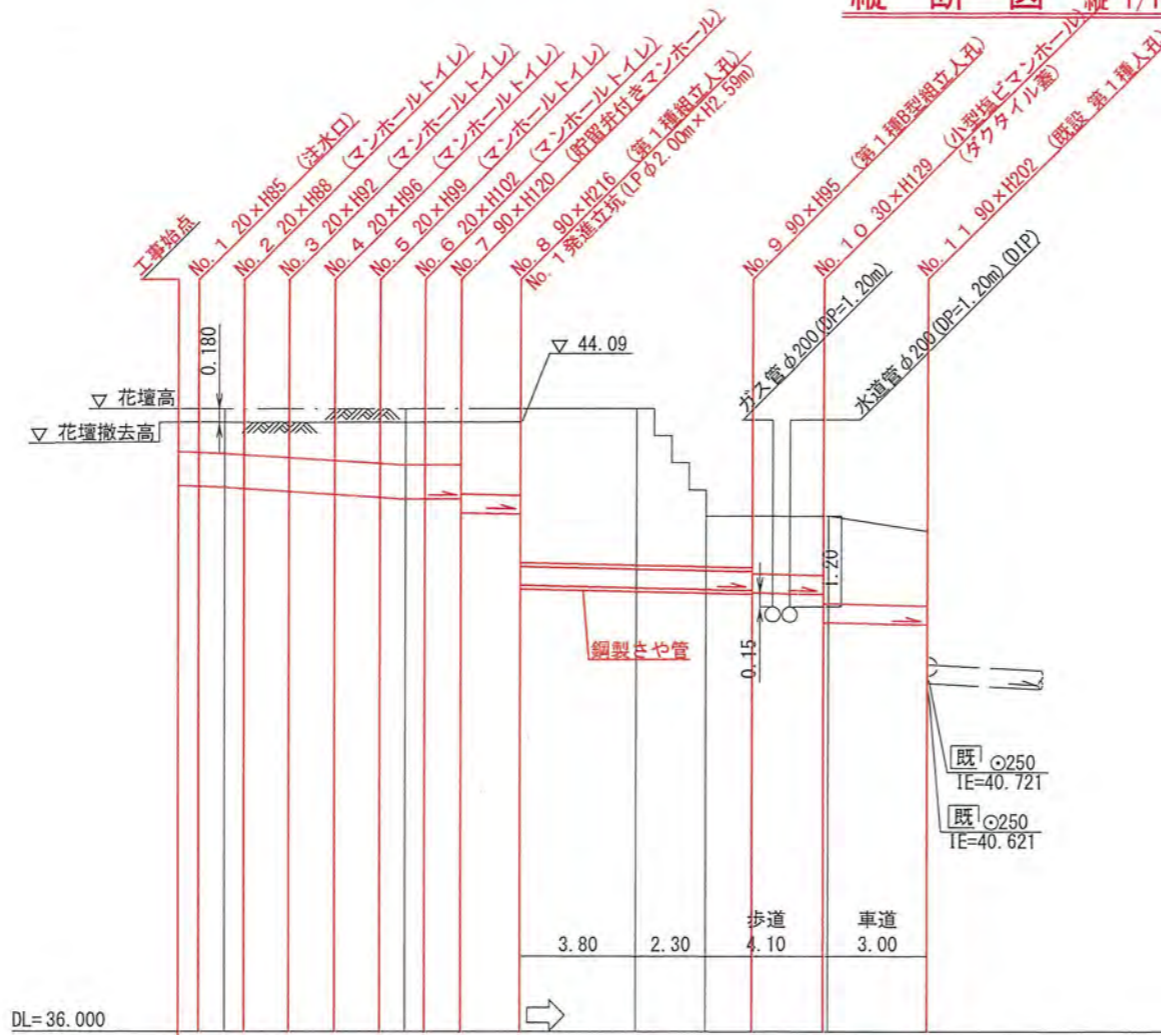 縦 断 図 縦 1/1
工事始点
No. 1 20×H85 (注水口)
No. 2 20×H88 (マンホールトイレ)
No. 3 20×H92 (マンホールトイレ)
No. 4 20×H96 (マンホールトイレ)
No. 5 20×H99 (マンホールトイレ)
No. 6 20×H102 (マンホールトイレ)
No. 7 90×H120 (貯留弁付きマンホール)
No. 8 90×H216 (第1種組立人孔)
No. 1発進立坑(LPφ2.00m×H2.59m)
No. 9 90×H95 (第1種B型組立人孔)
No. 10 30×H129 (小型塩ビマンホール)
(ダクタイル蓋)
No. 11 90×H202 (既設 第1種人孔)
ガス管φ200(DP=1.20m)
水道管φ200(DP=1.20m)(DIP)
0.180
▽ 44.09
▽ 花壇高
▽ 花壇撤去高
1.20
0.15
鋼製さや管
既 ⊙250
IE=40.721
既 ⊙250
IE=40.621
歩道 車道
3.80 2.30 4.10 3.00
DL=36.000